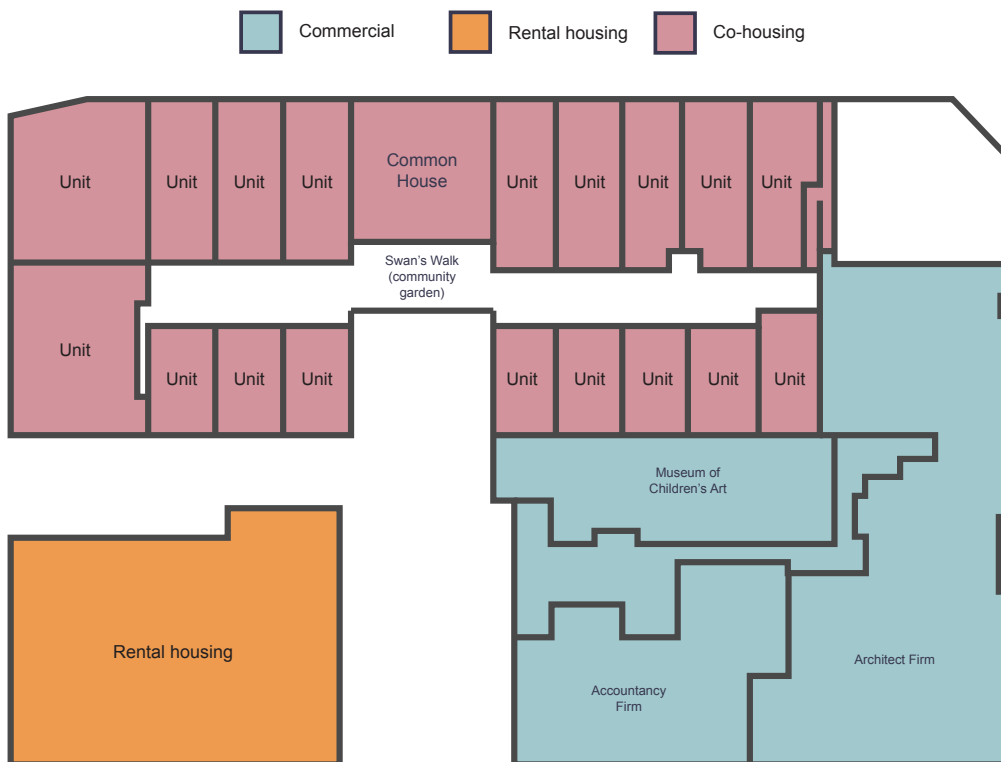 Commercial
Rental housing
Co-housing
Unit
Unit
Unit
Unit
Common
House
Unit
Unit
Unit
Unit
Unit
Swan's Walk
(community
garden)
Unit
Unit
Unit
Unit
Unit
Unit
Unit
Unit
Unit
Museum of
Children's Art
Rental housing
Accountancy
Firm
Architect Firm